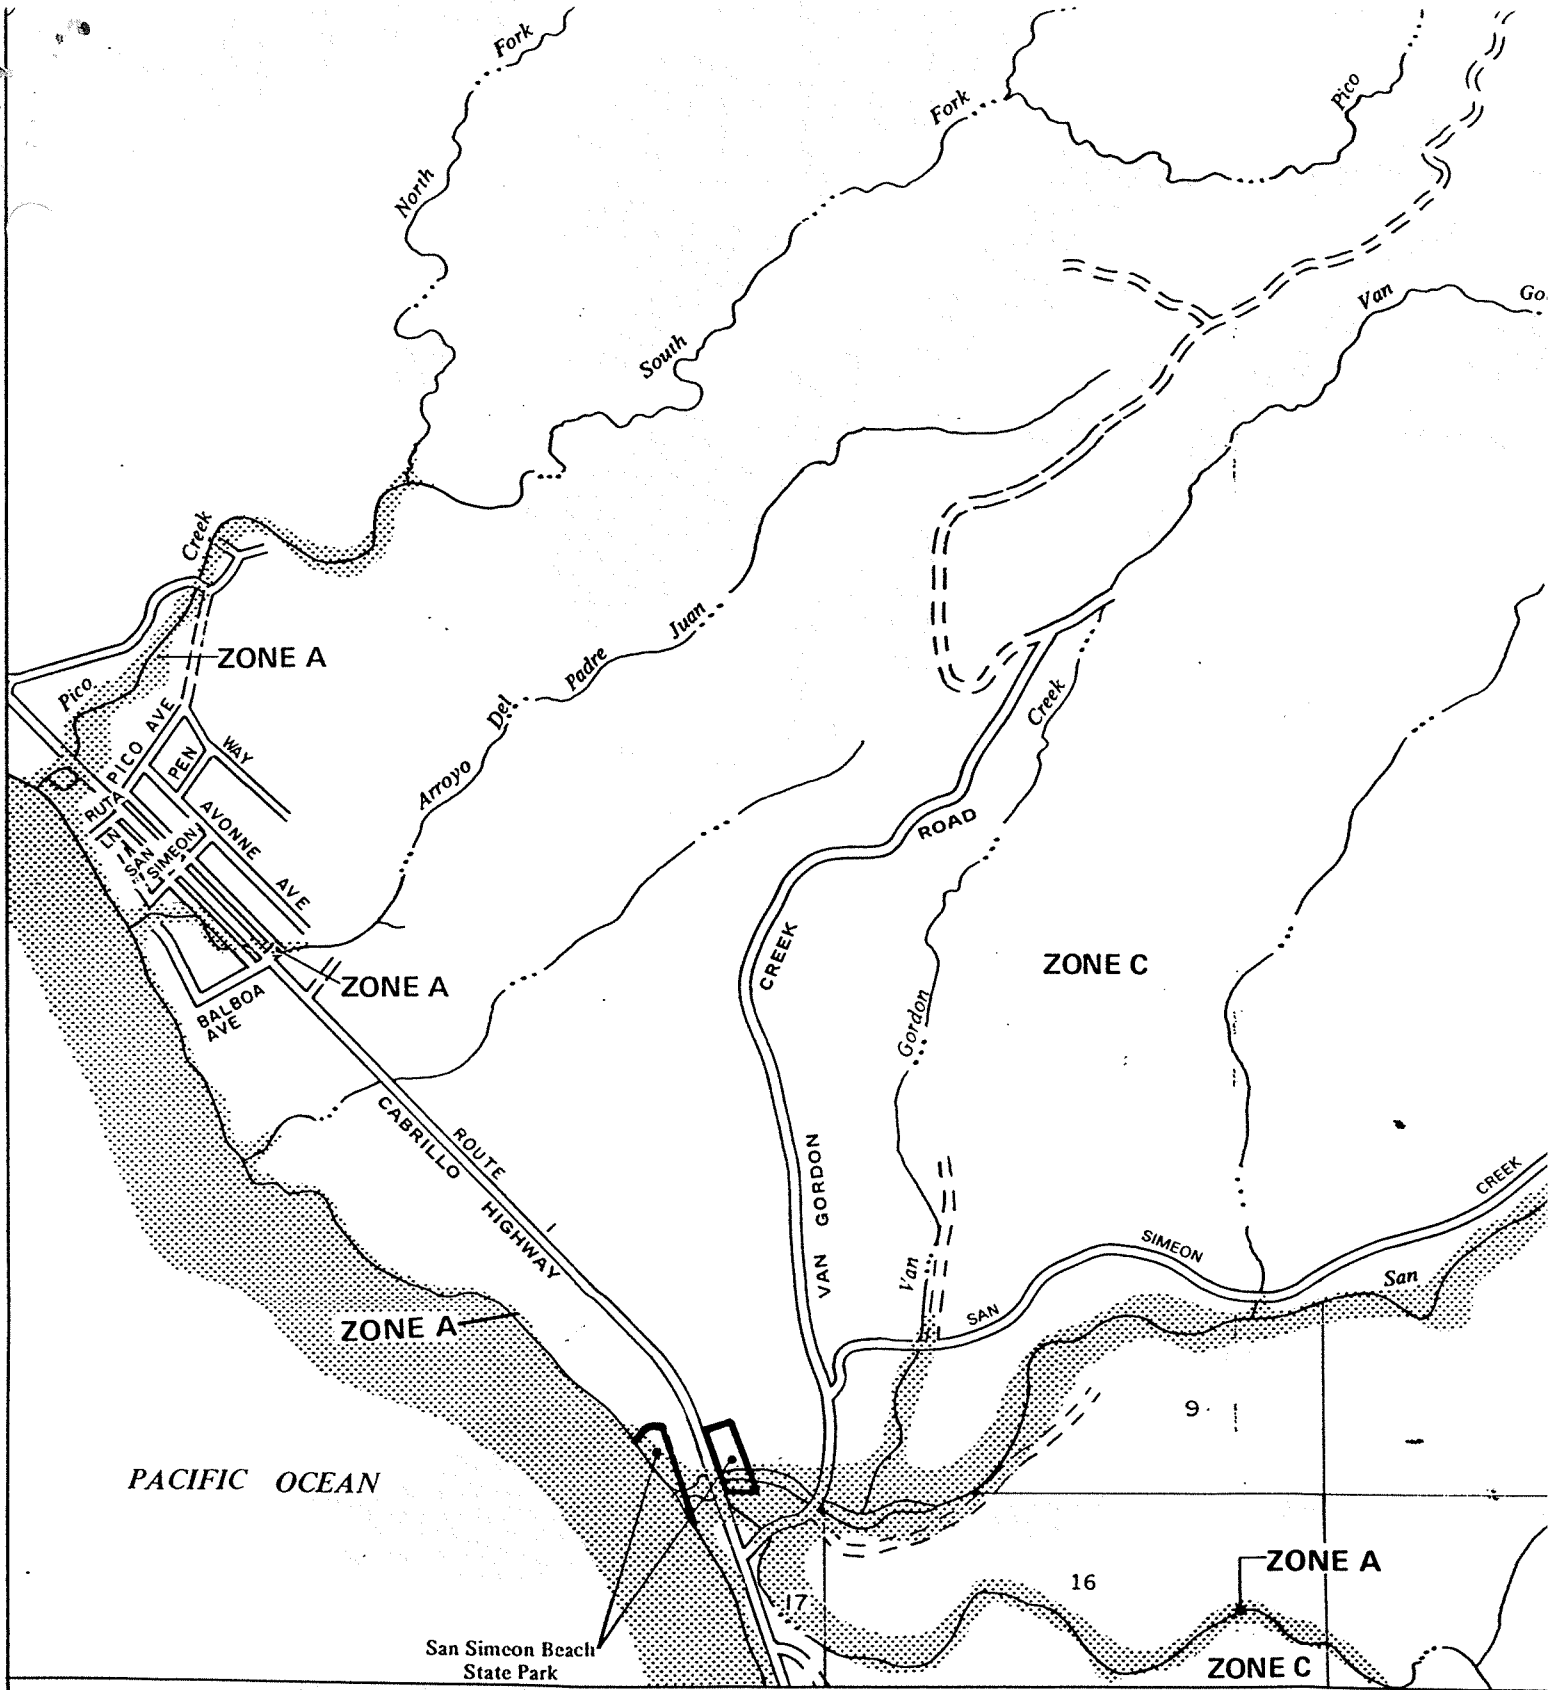 Fork
Fork
Pico
North
Van
Go
South
Creek
Juan
ZONE A
Padre
Pico
Creek
Del
PICO AVE
PEN
WAY
Arroyo
RUTA
LN
AVONNE
AVE
SAN
SIMEON
ROAD
CREEK
ZONE C
ZONE A
BALBOA
AVE
Gordon
ROUTE
1
CABRILLO
HIGHWAY
VAN GORDON
CREEK
SIMEON
Van
San
SAN
ZONE A
9
PACIFIC OCEAN
ZONE A
16
17
San Simeon Beach
State Park
ZONE C